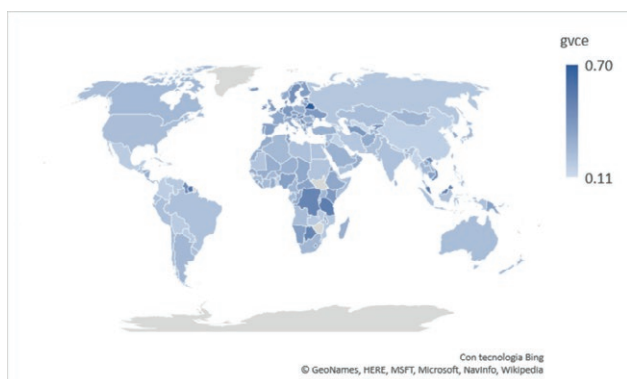 gvce
0.70
0.11
Con tecnologia Bing
© GeoNames, HERE, MSFT, Microsoft, NavInfo, Wikipedia